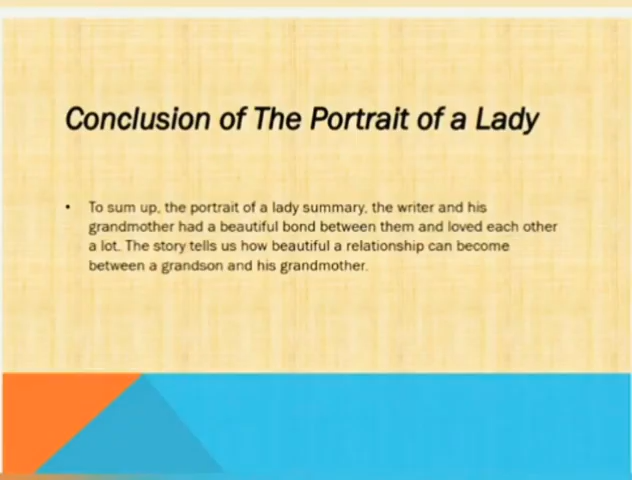 Conclusion of The Portrait of a Lady
• To sum up, the portrait of a lady summary, the writer and his
grandmother had a beautiful bond between them and loved each other
a lot. The story tells us how beautiful a relationship can become
between a grandson and his grandmother.